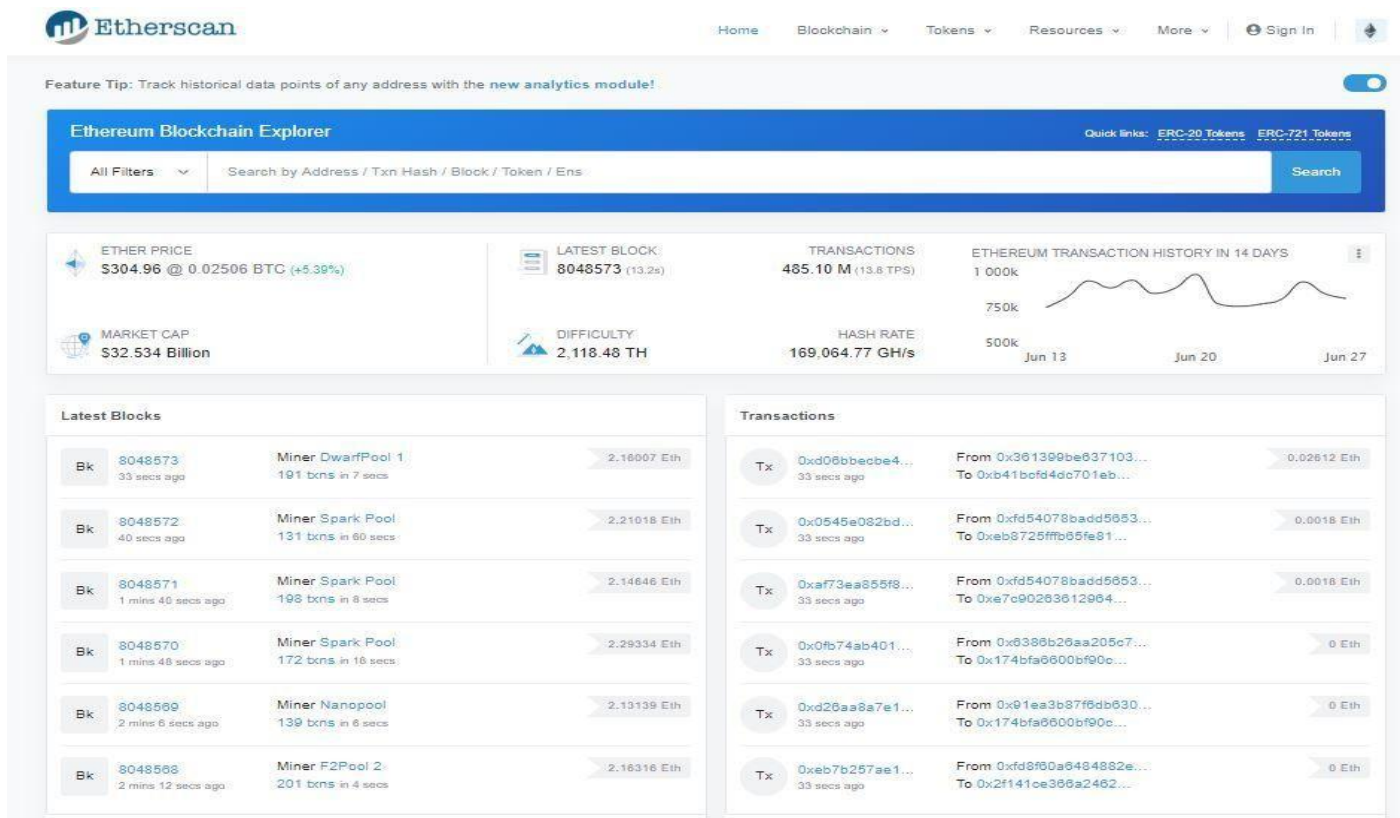 Etherscan
Home Blockchain Tokens Resources More Sign In
Feature Tip: Track historical data points of any address with the new analytics module!
Ethereum Blockchain Explorer
Quick links: ERC-20 Tokens ERC-721 Tokens
All Filters Search by Address / Txn Hash / Block / Token / Ens Search
ETHER PRICE
$304.96 @ 0.02506 BTC (+5.39%)
MARKET CAP
$32.534 Billion
LATEST BLOCK
8048573 (13.2s)
TRANSACTIONS
485.10 M (13.8 TPS)
DIFFICULTY
2,118.48 TH
HASH RATE
169,064.77 GH/s
ETHEREUM TRANSACTION HISTORY IN 14 DAYS
1 000k
750k
500k
Jun 13 Jun 20 Jun 27
Latest Blocks
Bk 8048573 Miner DwarfPool 1 2.16007 Eth
33 secs ago 191 txns in 7 secs
Bk 8048572 Miner Spark Pool 2.21018 Eth
40 secs ago 131 txns in 60 secs
Bk 8048571 Miner Spark Pool 2.14646 Eth
1 mins 40 secs ago 198 txns in 8 secs
Bk 8048570 Miner Spark Pool 2.29334 Eth
1 mins 48 secs ago 172 txns in 18 secs
Bk 8048569 Miner Nanopool 2.13139 Eth
2 mins 6 secs ago 139 txns in 6 secs
Bk 8048568 Miner F2Pool 2 2.16316 Eth
2 mins 12 secs ago 201 txns in 4 secs
Transactions
Tx 0xd06bbecbe4... From 0x361399be637103... 0.02612 Eth
33 secs ago To 0xb41bcfd4dc701eb...
Tx 0x0545e082bd... From 0xfd54078badd5653... 0.0018 Eth
33 secs ago To 0xeb8725fffb65fe81...
Tx 0xaf73ea855f8... From 0xfd54078badd5653... 0.0018 Eth
33 secs ago To 0xe7c90263612964...
Tx 0x0fb74ab401... From 0x6386b26aa205c7... 0 Eth
33 secs ago To 0x174bfa6600bf90c...
Tx 0xd26aa8a7e1... From 0x91ea3b87f6db630... 0 Eth
33 secs ago To 0x174bfa6600bf90c...
Tx 0xeb7b257ae1... From 0xfd8f60a6484882e... 0 Eth
33 secs ago To 0x2f141ce366a2462...